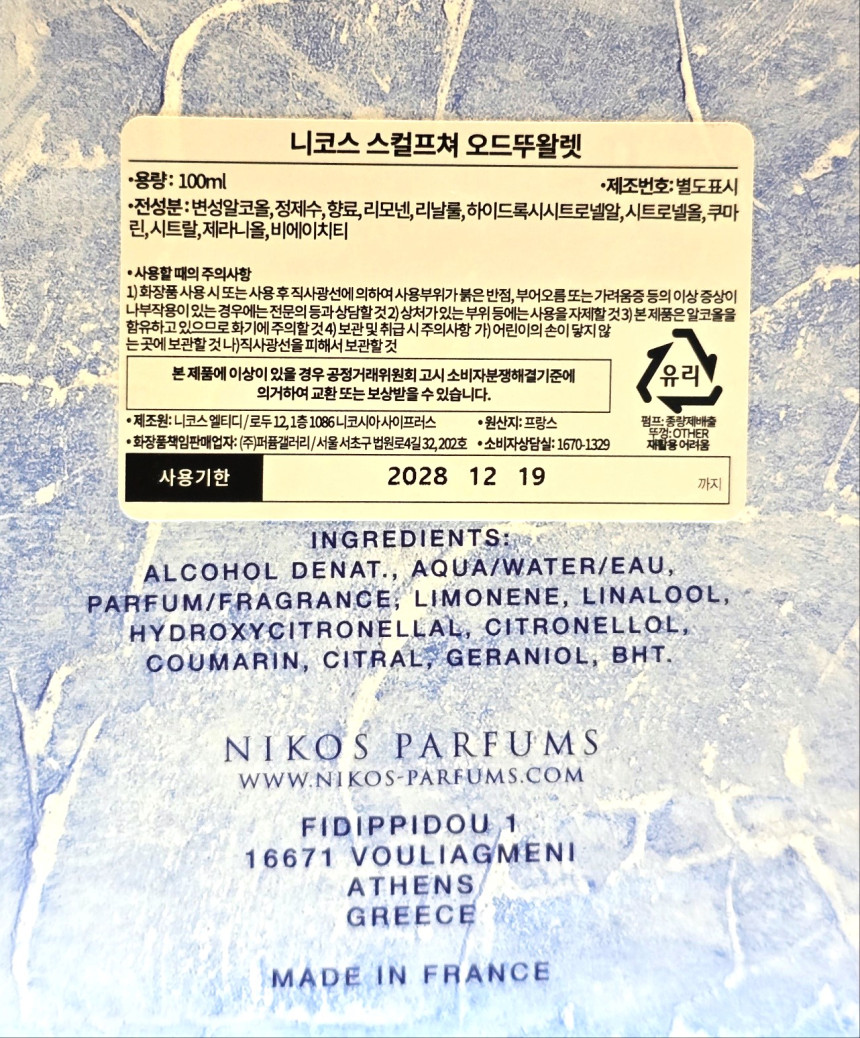 니코스 스컬프쳐 오드뚜왈렛
•용량: 100ml
•제조번호: 별도표시
•전성분: 변성알코올,정제수,향료,리모넨,리날룰,하이드록시시트로넬알,시트로넬올,쿠마
린,시트랄,제라니올,비에이치티
• 사용할 때의 주의사항
1) 화장품 사용 시 또는 사용 후 직사광선에 의하여 사용부위가 붉은 반점, 부어오름 또는 가려움증 등의 이상 증상이
나부작용이 있는 경우에는 전문의 등과 상담할 것 2) 상처가 있는 부위 등에는 사용을 자제할 것 3) 본 제품은 알코올을
함유하고 있으므로 화기에 주의할 것 4) 보관 및 취급 시 주의사항 가) 어린이의 손이 닿지 않
는 곳에 보관할 것 나)직사광선을 피해서 보관할 것
유리
본 제품에 이상이 있을 경우 공정거래위원회 고시 소비자분쟁해결기준에
의거하여 교환 또는 보상받을 수 있습니다.
펌프: 종량제배출
뚜껑: OTHER
재활용 어려움
• 제조원: 니코스 엘티디 / 로두 12, 1층 1086 니코시아 사이프러스
• 원산지: 프랑스
• 화장품책임판매업자: (주)퍼퓸갤러리 / 서울 서초구 법원로4길 32, 202호
• 소비자상담실: 1670-1329
사용기한
2028 12 19
까지
INGREDIENTS:
ALCOHOL DENAT., AQUA/WATER/EAU,
PARFUM/FRAGRANCE, LIMONENE, LINALOOL,
HYDROXYCITRONELLAL, CITRONELLOL,
COUMARIN, CITRAL, GERANIOL, BHT.
NIKOS PARFUMS
WWW.NIKOS-PARFUMS.COM
FIDIPPIDOU 1
16671 VOULIAGMENI
ATHENS
GREECE
MADE IN FRANCE